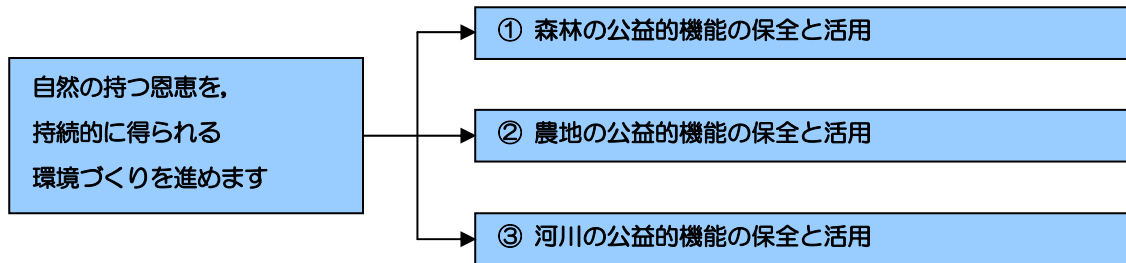 自然の持つ恩恵を，
持続的に得られる
環境づくりを進めます
① 森林の公益的機能の保全と活用
② 農地の公益的機能の保全と活用
③ 河川の公益的機能の保全と活用